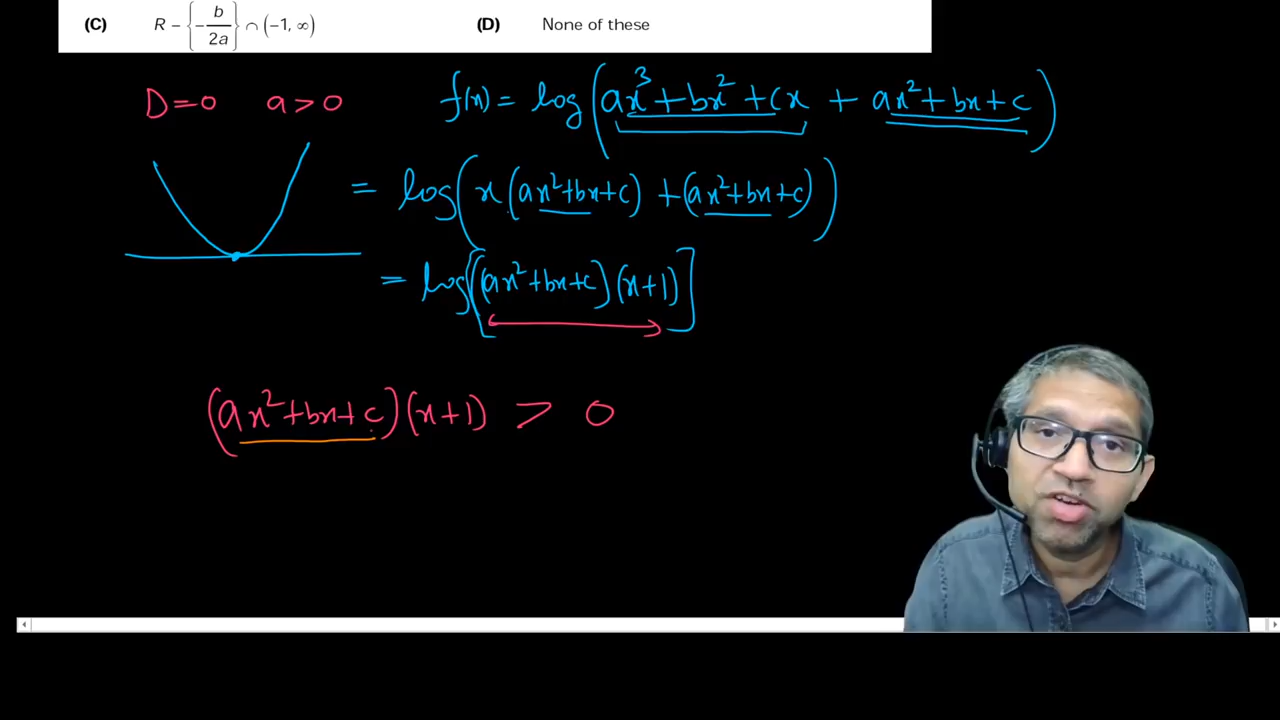 (C) R − {−b/2a} ∩ (−1, ∞) (D) None of these
D=0 a>0 f(x) = log(ax³+bx²+cx + ax²+bx+c)
= log(x(ax²+bx+c)+(ax²+bx+c))
= log[(ax²+bx+c)(x+1)]
(ax²+bx+c)(x+1) > 0